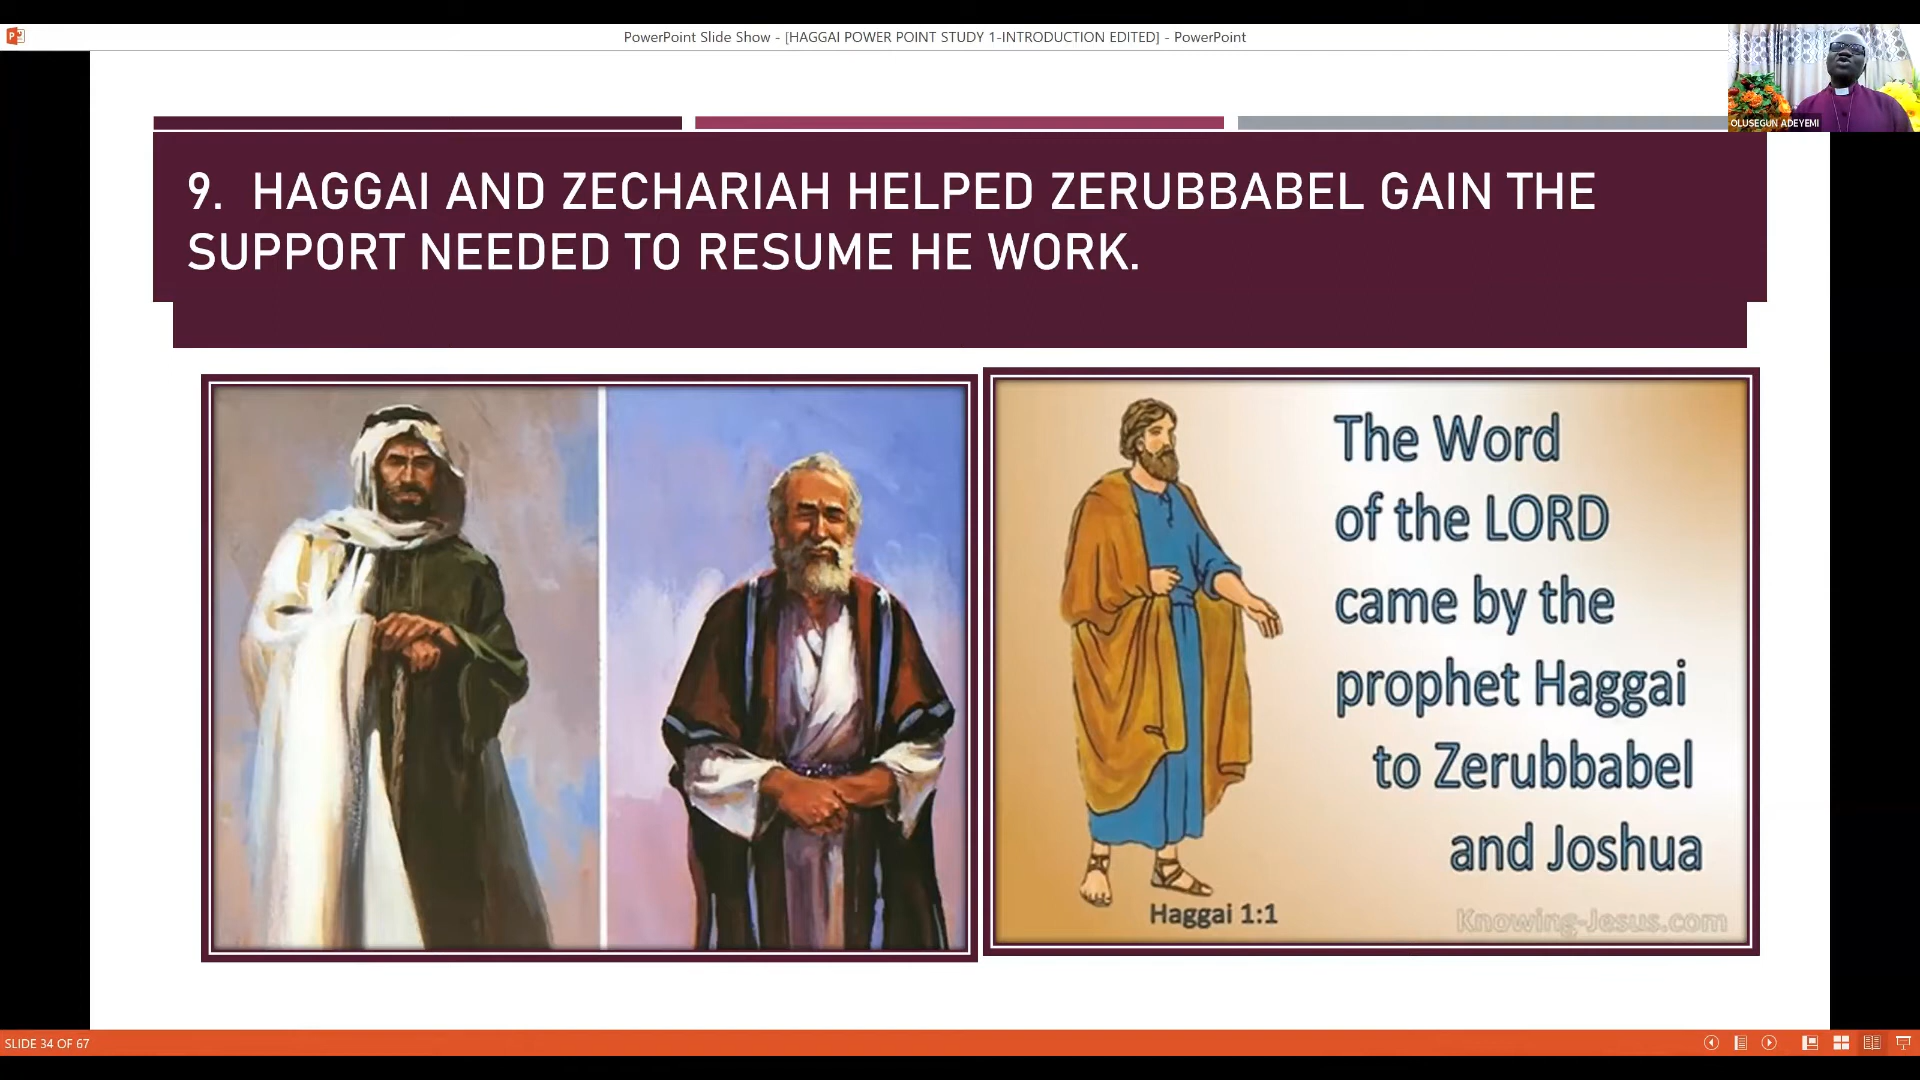 PowerPoint Slide Show - [HAGGAI POWER POINT STUDY 1-INTRODUCTION EDITED] - PowerPoint
OLUSEGUN ADEYEMI
9. HAGGAI AND ZECHARIAH HELPED ZERUBBABEL GAIN THE
SUPPORT NEEDED TO RESUME HE WORK.
The Word
of the LORD
came by the
prophet Haggai
to Zerubbabel
and Joshua
Haggai 1:1
Knowing-Jesus.com
SLIDE 34 OF 67